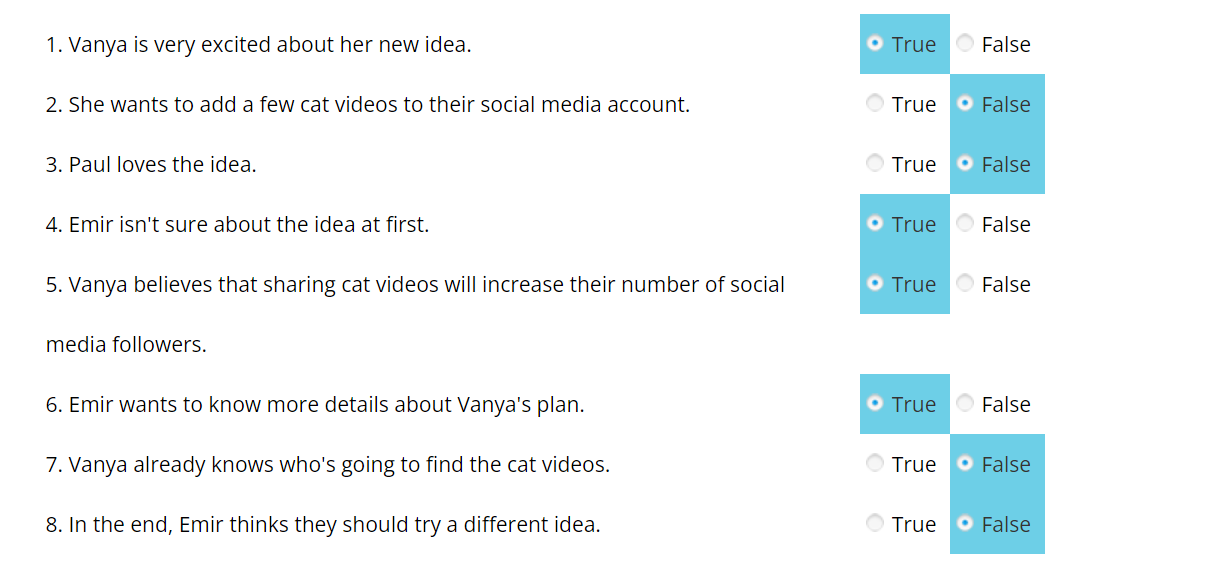 1. Vanya is very excited about her new idea. True False
2. She wants to add a few cat videos to their social media account. True False
3. Paul loves the idea. True False
4. Emir isn't sure about the idea at first. True False
5. Vanya believes that sharing cat videos will increase their number of social True False
media followers.
6. Emir wants to know more details about Vanya's plan. True False
7. Vanya already knows who's going to find the cat videos. True False
8. In the end, Emir thinks they should try a different idea. True False